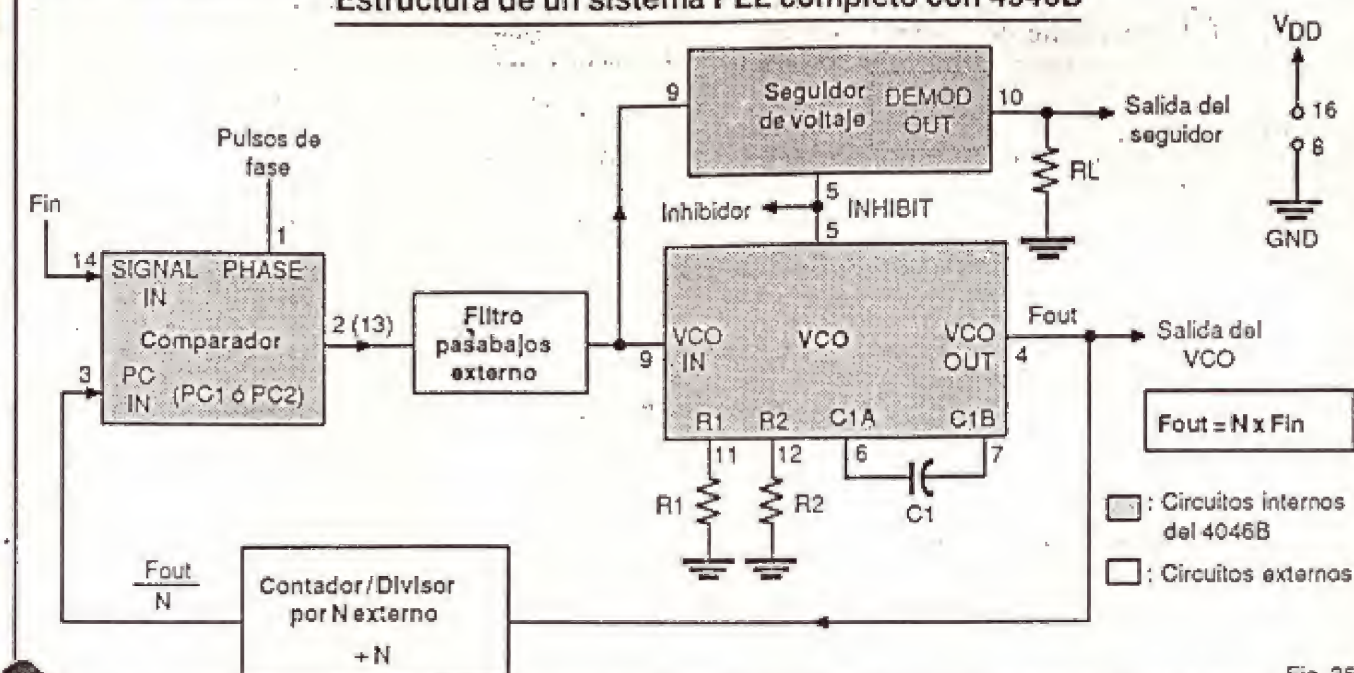 Estructura de un sistema PLL completo con 4046B
VDD
16
8
GND
9
Seguidor
de voltaje
DEMOD
OUT
10
Salida del
seguidor
RL
Pulsos de
fase
1
Fin
14
SIGNAL
IN
PHASE
Comparador
3
PC
IN
(PC1 ó PC2)
2 (13)
Filtro
pasabajos
externo
Inhibidor
5
INHIBIT
5
9
VCO
IN
VCO
VCO
OUT
4
Fout
Salida del
VCO
R1
R2
C1A
C1B
11
12
6
7
R1
R2
C1
Fout = N x Fin
: Circuitos internos
del 4046B
: Circuitos externos
Fout
N
Contador/Divisor
por N externo
÷N